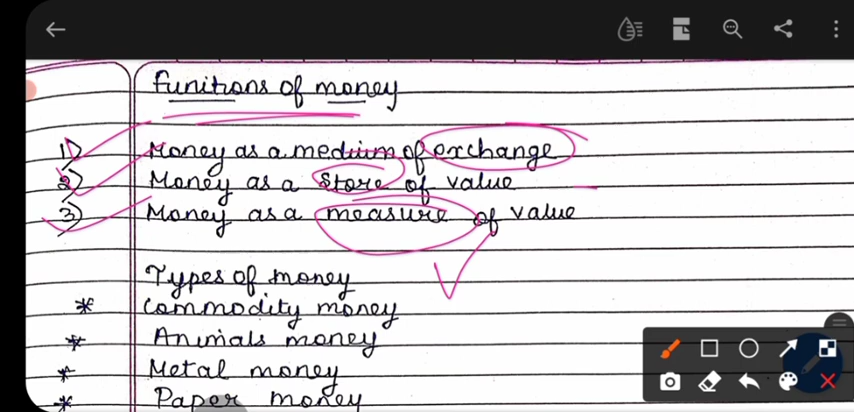 Funitions of money
1) Money as a medium of exchange
2) Money as a store of value
3) Money as a measure of value
Types of money
* Commodity money
* Animals money
* Metal money
* Paper money